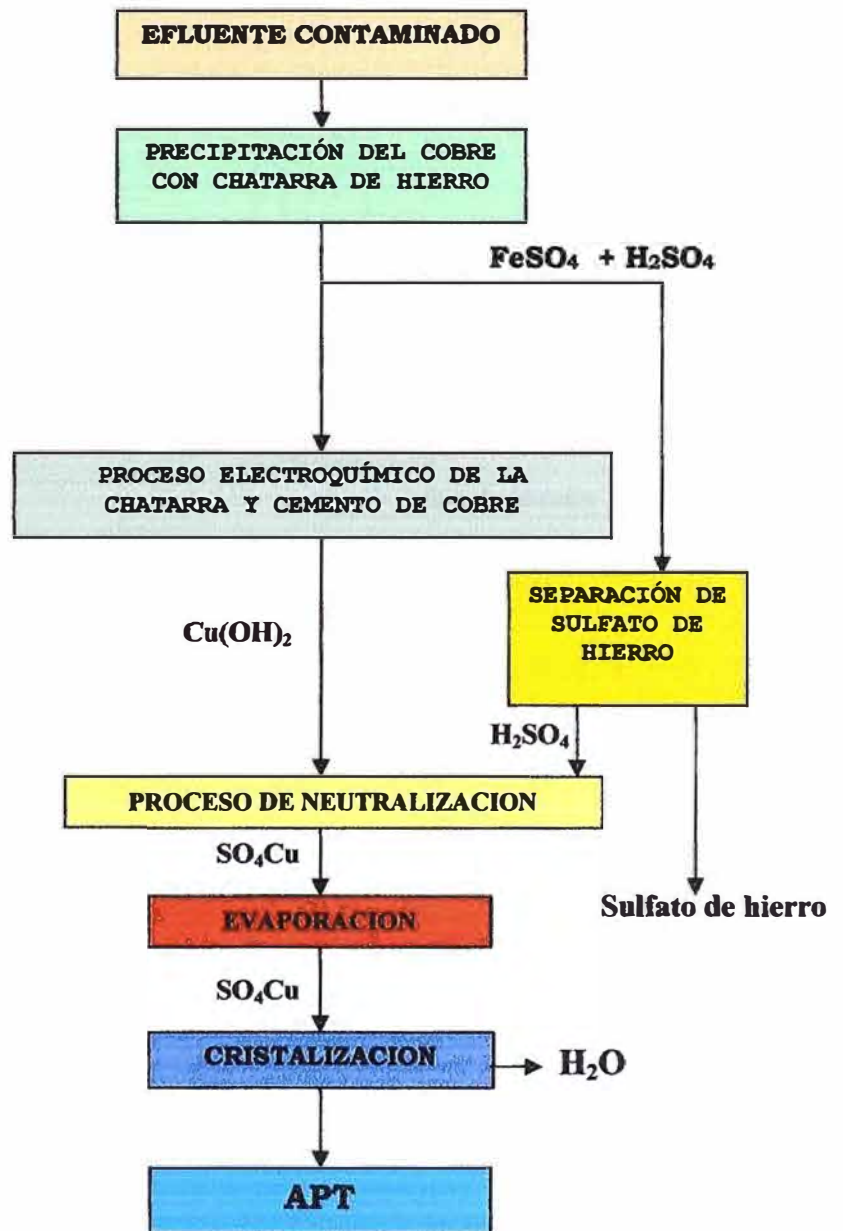 EFLUENTE CONTAMINADO
PRECIPITACIÓN DEL COBRE
CON CHATARRA DE HIERRO
FeSO₄ + H₂SO₄
PROCESO ELECTROQUÍMICO DE LA
CHATARRA Y CEMENTO DE COBRE
SEPARACIÓN DE
SULFATO DE
HIERRO
Cu(OH)₂
H₂SO₄
PROCESO DE NEUTRALIZACION
SO₄Cu
Sulfato de hierro
EVAPORACION
SO₄Cu
CRISTALIZACION
H₂O
APT